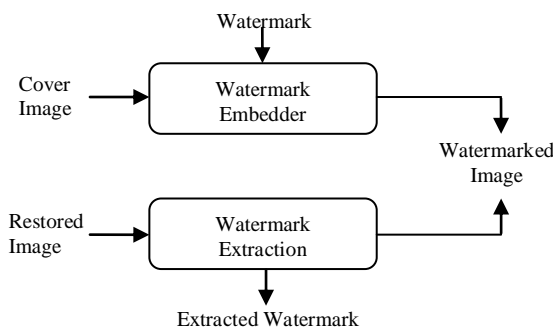 Watermark
Cover
Image
Watermark
Embedder
Watermarked
Image
Restored
Image
Watermark
Extraction
Extracted Watermark